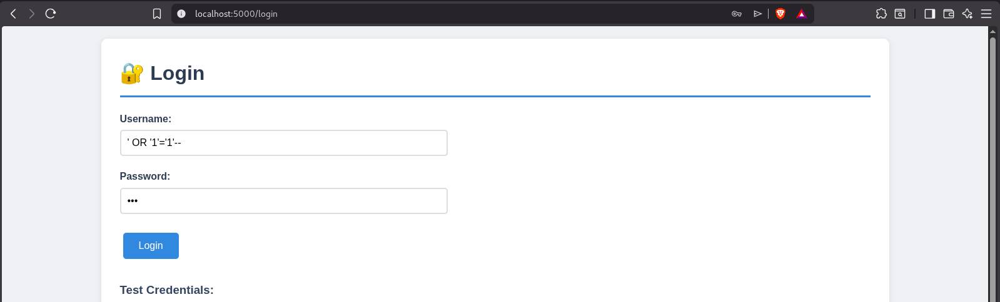 localhost:5000/login
🔐 Login
Username:
' OR '1'='1'--
Password:
•••
Login
Test Credentials: